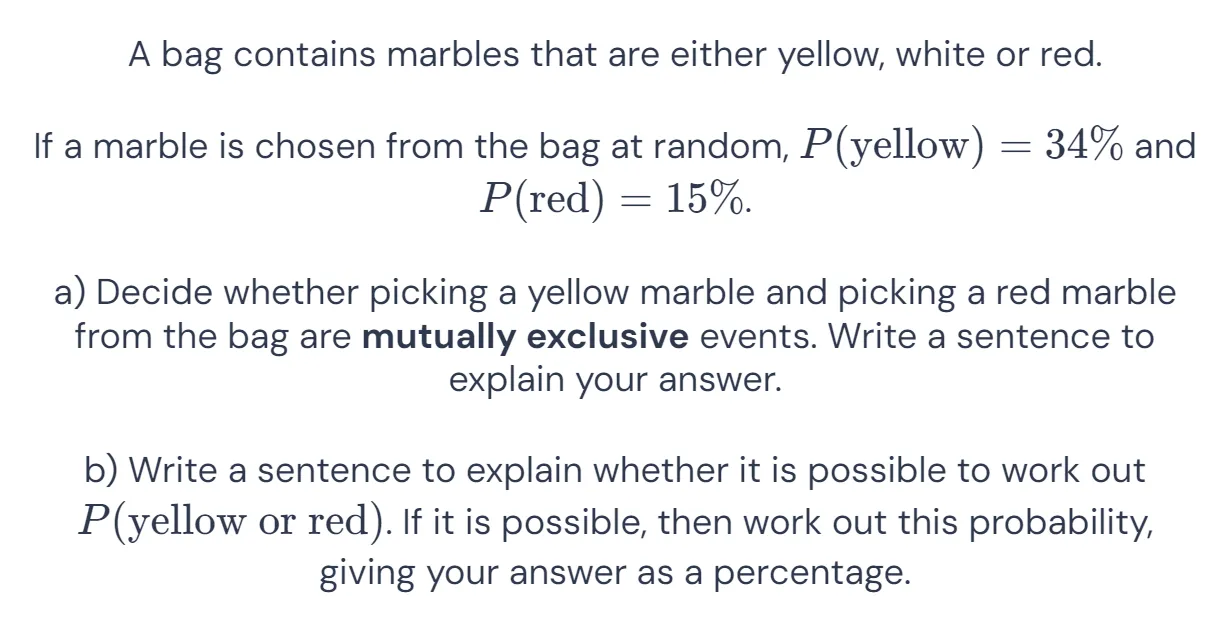 A bag contains marbles that are either yellow, white or red.
If a marble is chosen from the bag at random, P(yellow) = 34% and
P(red) = 15%.
a) Decide whether picking a yellow marble and picking a red marble
from the bag are mutually exclusive events. Write a sentence to
explain your answer.
b) Write a sentence to explain whether it is possible to work out
P(yellow or red). If it is possible, then work out this probability,
giving your answer as a percentage.